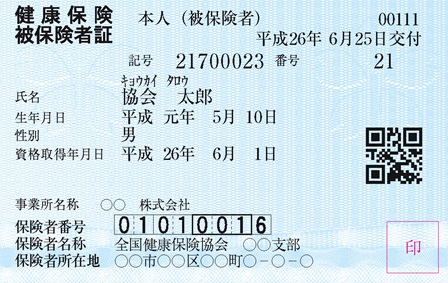 健康保険 本人（被保険者） 00111
被保険者証 平成26年 6月25日交付
記号 21700023 番号 21
ｷｮｳｶｲ ﾀﾛｳ
氏名 協会 太郎
生年月日 平成 元年 5月 10日
性別 男
資格取得年月日 平成 26年 6月 1日
事業所名称 ○○ 株式会社
保険者番号 01010016
保険者名称 全国健康保険協会 ○○支部
保険者所在地 ○○市○○区○○町○－○－○
印